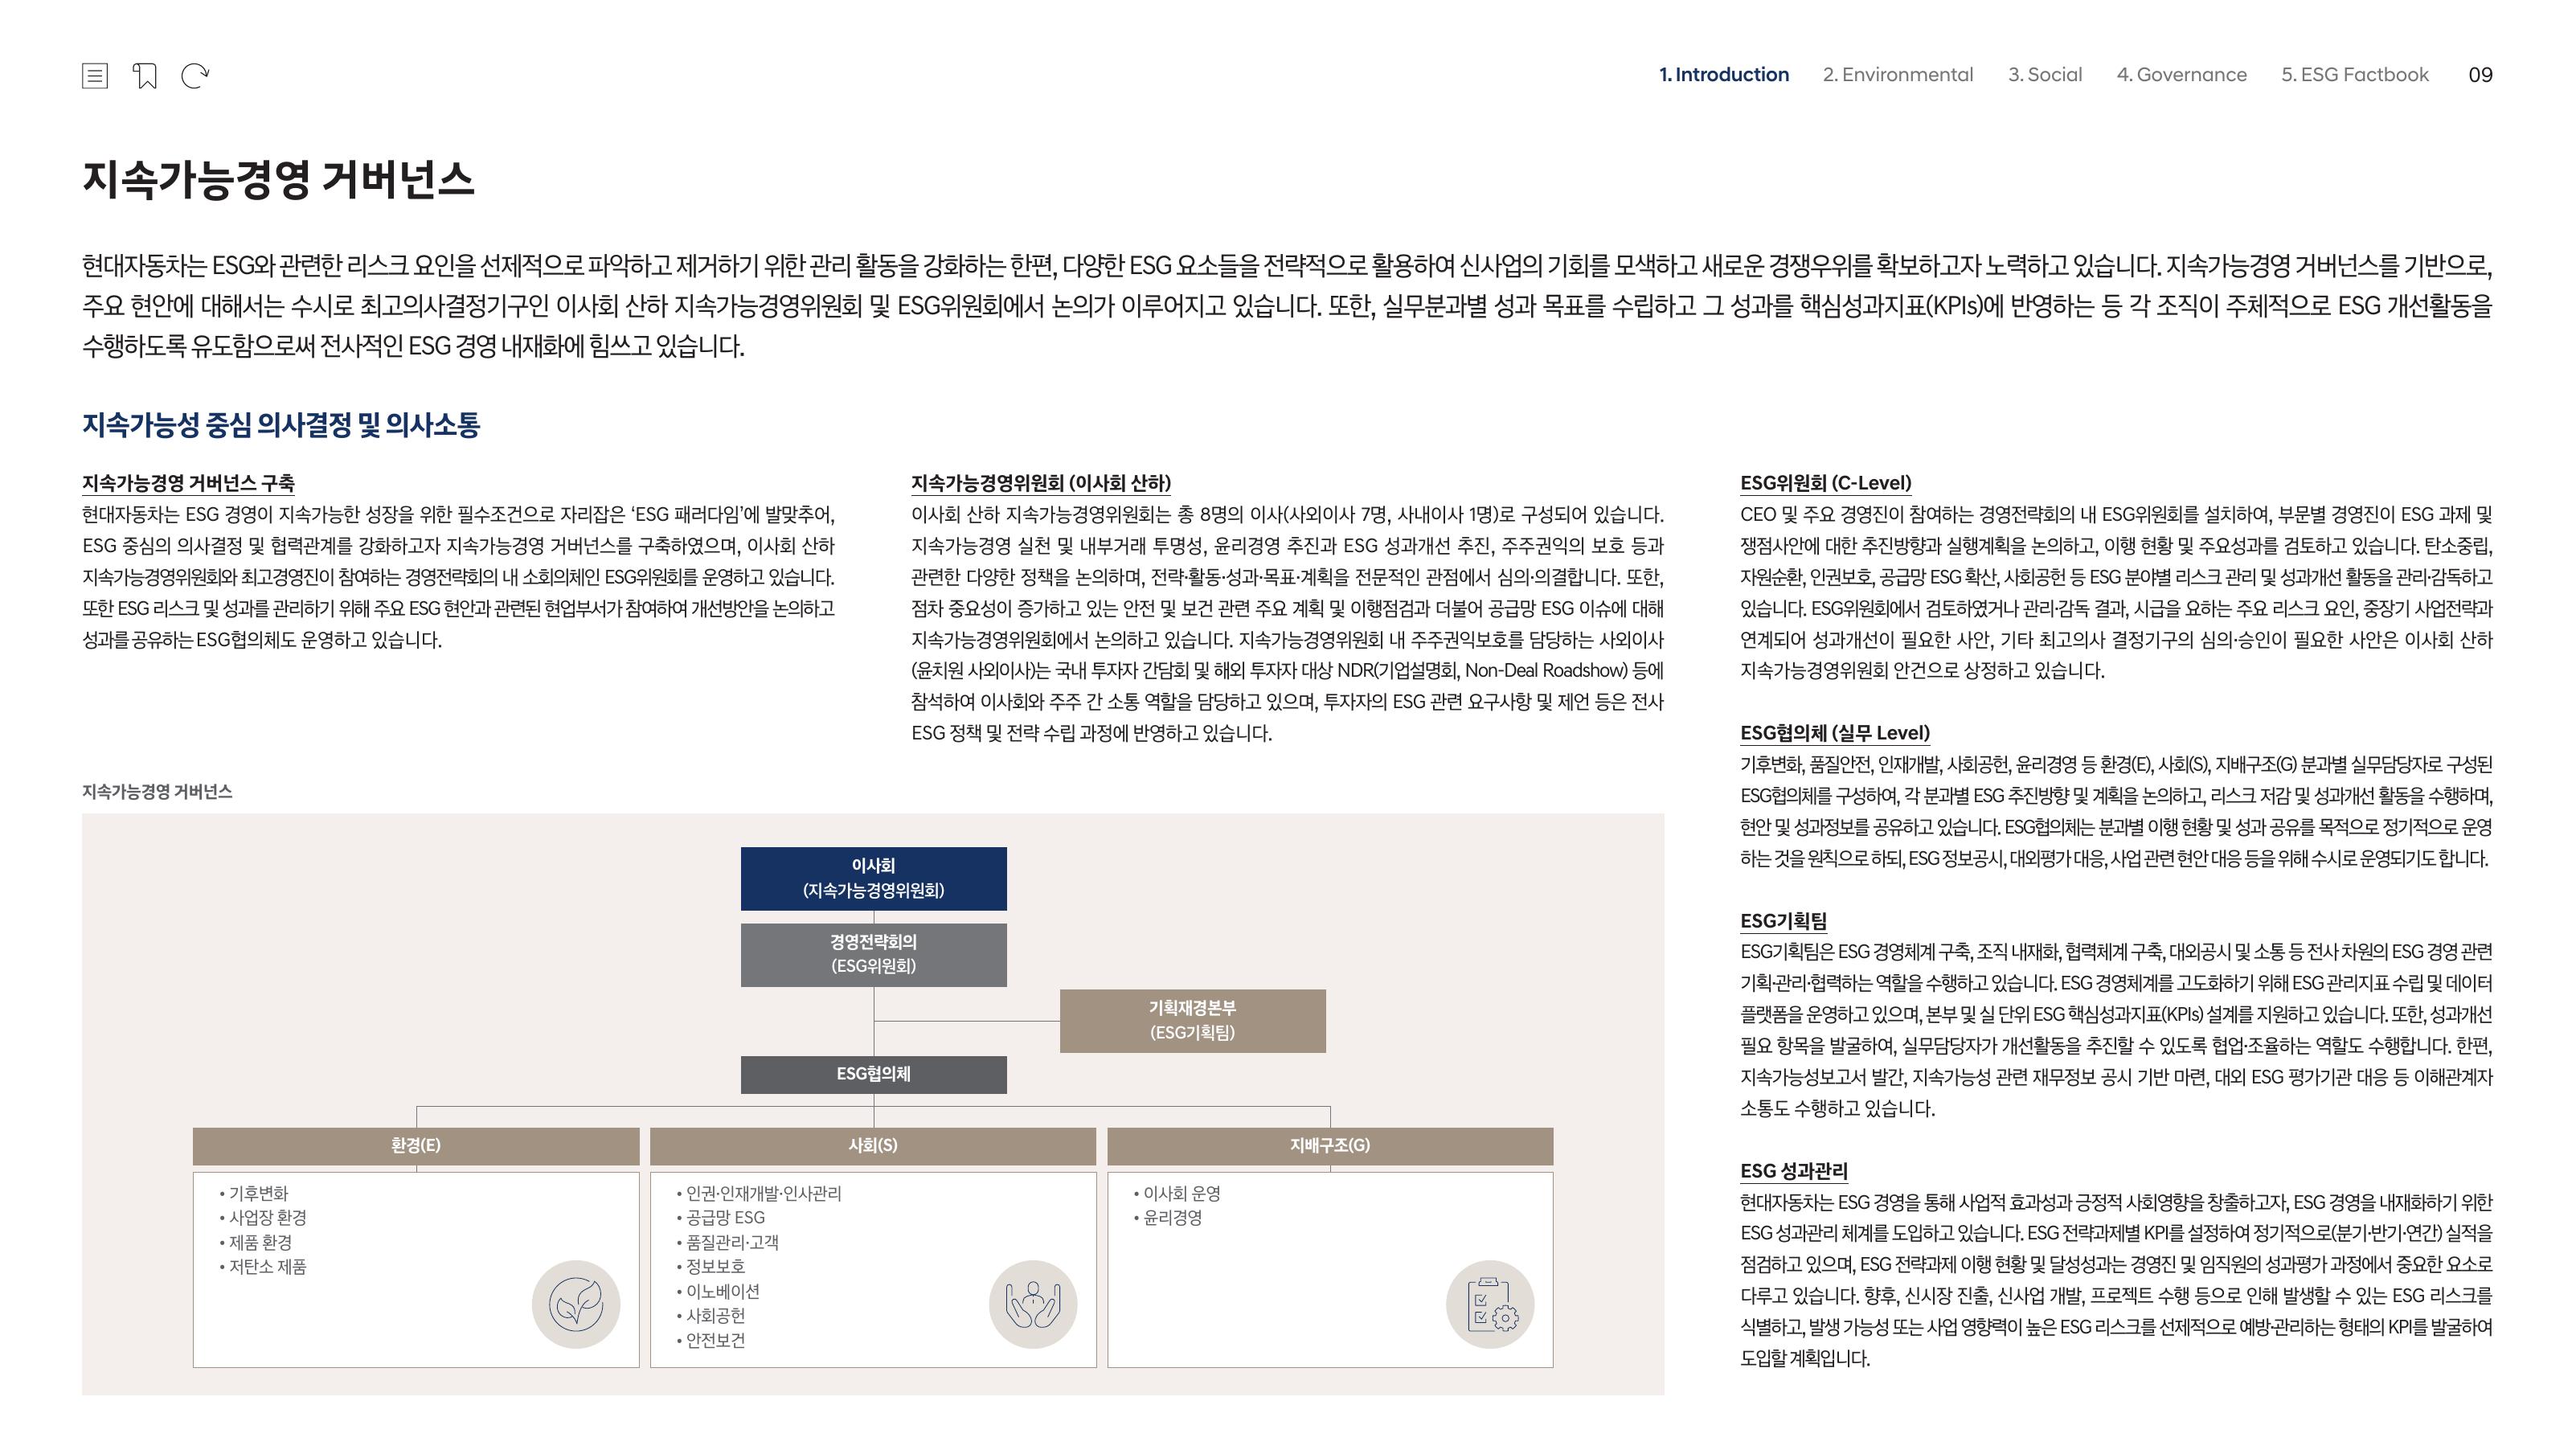 1. Introduction 2. Environmental 3. Social 4. Governance 5. ESG Factbook 09
지속가능경영 거버넌스
현대자동차는 ESG와 관련한 리스크 요인을 선제적으로 파악하고 제거하기 위한 관리 활동을 강화하는 한편, 다양한 ESG 요소들을 전략적으로 활용하여 신사업의 기회를 모색하고 새로운 경쟁우위를 확보하고자 노력하고 있습니다. 지속가능경영 거버넌스를 기반으로,
주요 현안에 대해서는 수시로 최고의사결정기구인 이사회 산하 지속가능경영위원회 및 ESG위원회에서 논의가 이루어지고 있습니다. 또한, 실무분과별 성과 목표를 수립하고 그 성과를 핵심성과지표(KPIs)에 반영하는 등 각 조직이 주체적으로 ESG 개선활동을
수행하도록 유도함으로써 전사적인 ESG 경영 내재화에 힘쓰고 있습니다.
지속가능성 중심 의사결정 및 의사소통
지속가능경영 거버넌스 구축
현대자동차는 ESG 경영이 지속가능한 성장을 위한 필수조건으로 자리잡은 ‘ESG 패러다임’에 발맞추어,
ESG 중심의 의사결정 및 협력관계를 강화하고자 지속가능경영 거버넌스를 구축하였으며, 이사회 산하
지속가능경영위원회와 최고경영진이 참여하는 경영전략회의 내 소회의체인 ESG위원회를 운영하고 있습니다.
또한 ESG 리스크 및 성과를 관리하기 위해 주요 ESG 현안과 관련된 현업부서가 참여하여 개선방안을 논의하고
성과를 공유하는 ESG협의체도 운영하고 있습니다.
지속가능경영위원회 (이사회 산하)
이사회 산하 지속가능경영위원회는 총 8명의 이사(사외이사 7명, 사내이사 1명)로 구성되어 있습니다.
지속가능경영 실천 및 내부거래 투명성, 윤리경영 추진과 ESG 성과개선 추진, 주주권익의 보호 등과
관련한 다양한 정책을 논의하며, 전략·활동·성과·목표·계획을 전문적인 관점에서 심의·의결합니다. 또한,
점차 중요성이 증가하고 있는 안전 및 보건 관련 주요 계획 및 이행점검과 더불어 공급망 ESG 이슈에 대해
지속가능경영위원회에서 논의하고 있습니다. 지속가능경영위원회 내 주주권익보호를 담당하는 사외이사
(윤치원 사외이사)는 국내 투자자 간담회 및 해외 투자자 대상 NDR(기업설명회, Non-Deal Roadshow) 등에
참석하여 이사회와 주주 간 소통 역할을 담당하고 있으며, 투자자의 ESG 관련 요구사항 및 제언 등은 전사
ESG 정책 및 전략 수립 과정에 반영하고 있습니다.
ESG위원회 (C-Level)
CEO 및 주요 경영진이 참여하는 경영전략회의 내 ESG위원회를 설치하여, 부문별 경영진이 ESG 과제 및
쟁점사안에 대한 추진방향과 실행계획을 논의하고, 이행 현황 및 주요성과를 검토하고 있습니다. 탄소중립,
자원순환, 인권보호, 공급망 ESG 확산, 사회공헌 등 ESG 분야별 리스크 관리 및 성과개선 활동을 관리·감독하고
있습니다. ESG위원회에서 검토하였거나 관리·감독 결과, 시급을 요하는 주요 리스크 요인, 중장기 사업전략과
연계되어 성과개선이 필요한 사안, 기타 최고의사 결정기구의 심의·승인이 필요한 사안은 이사회 산하
지속가능경영위원회 안건으로 상정하고 있습니다.
ESG협의체 (실무 Level)
기후변화, 품질안전, 인재개발, 사회공헌, 윤리경영 등 환경(E), 사회(S), 지배구조(G) 분과별 실무담당자로 구성된
ESG협의체를 구성하여, 각 분과별 ESG 추진방향 및 계획을 논의하고, 리스크 저감 및 성과개선 활동을 수행하며,
현안 및 성과정보를 공유하고 있습니다. ESG협의체는 분과별 이행 현황 및 성과 공유를 목적으로 정기적으로 운영
하는 것을 원칙으로 하되, ESG 정보공시, 대외평가 대응, 사업 관련 현안 대응 등을 위해 수시로 운영되기도 합니다.
ESG기획팀
ESG기획팀은 ESG 경영체계 구축, 조직 내재화, 협력체계 구축, 대외공시 및 소통 등 전사 차원의 ESG 경영 관련
기획·관리·협력하는 역할을 수행하고 있습니다. ESG 경영체계를 고도화하기 위해 ESG 관리지표 수립 및 데이터
플랫폼을 운영하고 있으며, 본부 및 실 단위 ESG 핵심성과지표(KPIs) 설계를 지원하고 있습니다. 또한, 성과개선
필요 항목을 발굴하여, 실무담당자가 개선활동을 추진할 수 있도록 협업·조율하는 역할도 수행합니다. 한편,
지속가능성보고서 발간, 지속가능성 관련 재무정보 공시 기반 마련, 대외 ESG 평가기관 대응 등 이해관계자
소통도 수행하고 있습니다.
ESG 성과관리
현대자동차는 ESG 경영을 통해 사업적 효과성과 긍정적 사회영향을 창출하고자, ESG 경영을 내재화하기 위한
ESG 성과관리 체계를 도입하고 있습니다. ESG 전략과제별 KPI를 설정하여 정기적으로(분기·반기·연간) 실적을
점검하고 있으며, ESG 전략과제 이행 현황 및 달성성과는 경영진 및 임직원의 성과평가 과정에서 중요한 요소로
다루고 있습니다. 향후, 신시장 진출, 신사업 개발, 프로젝트 수행 등으로 인해 발생할 수 있는 ESG 리스크를
식별하고, 발생 가능성 또는 사업 영향력이 높은 ESG 리스크를 선제적으로 예방·관리하는 형태의 KPI를 발굴하여
도입할 계획입니다.
지속가능경영 거버넌스
이사회
(지속가능경영위원회)
경영전략회의
(ESG위원회)
기획재경본부
(ESG기획팀)
ESG협의체
환경(E)
• 기후변화
• 사업장 환경
• 제품 환경
• 저탄소 제품
사회(S)
• 인권·인재개발·인사관리
• 공급망 ESG
• 품질관리·고객
• 정보보호
• 이노베이션
• 사회공헌
• 안전보건
지배구조(G)
• 이사회 운영
• 윤리경영